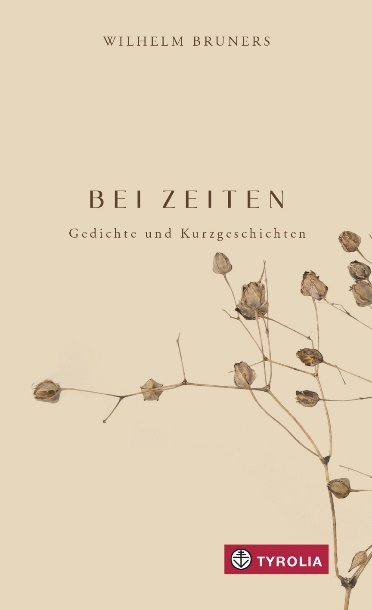 WILHELM BRUNERS
BEI ZEITEN
Gedichte und Kurzgeschichten
TYROLIA